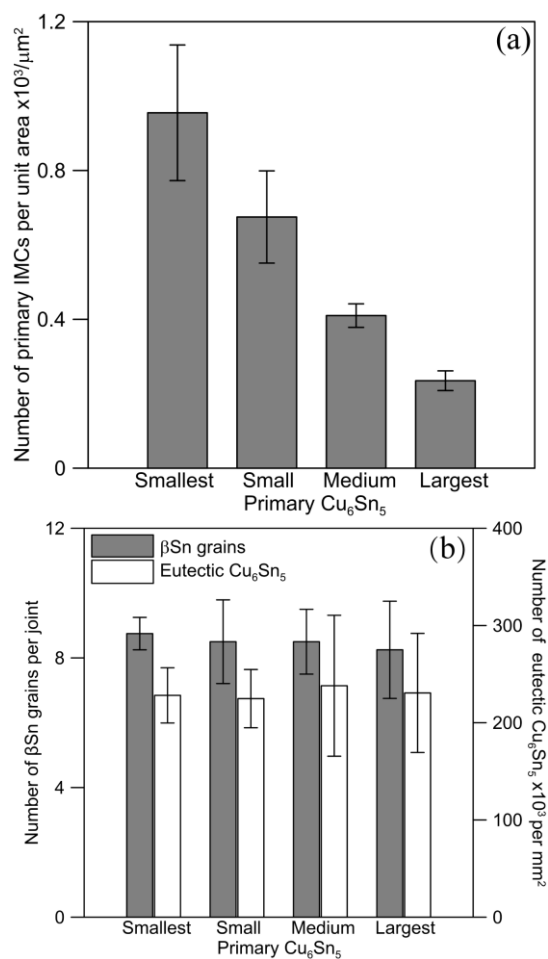 (a)
Number of primary IMCs per unit area x10³/μm²
1.2
0.8
0.4
0
Smallest Small Medium Largest
Primary Cu₆Sn₅
(b)
βSn grains
Eutectic Cu₆Sn₅
Number of βSn grains per joint
12
8
4
0
Number of
eutectic Cu₆Sn₅ x10³ per mm²
400
300
200
100
0
Smallest Small Medium Largest
Primary Cu₆Sn₅